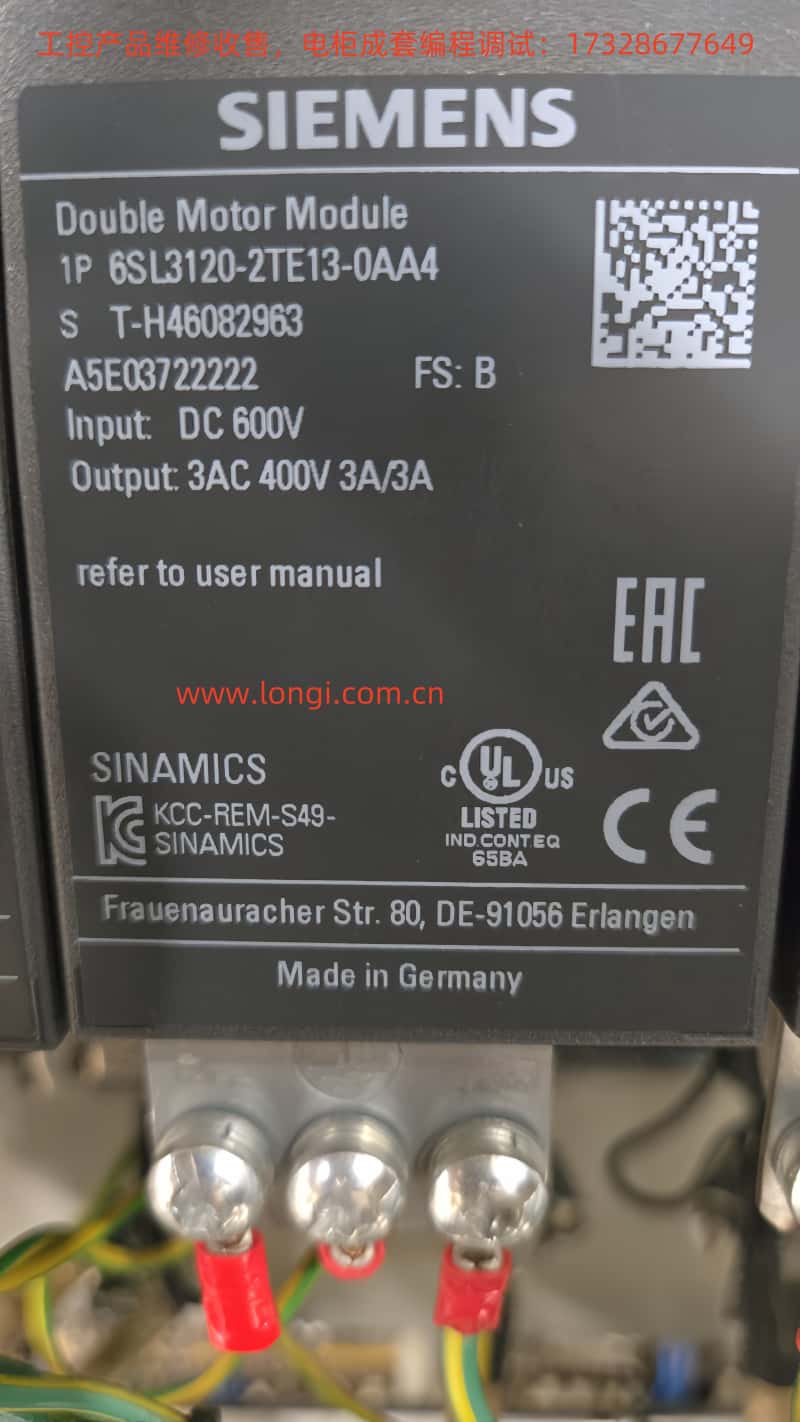 工控产品维修收售，电柜成套编程调试：17328677649
SIEMENS
Double Motor Module
1P 6SL3120-2TE13-0AA4
S T-H46082963
A5E03722222 FS: B
Input: DC 600V
Output: 3AC 400V 3A/3A
refer to user manual
EAC
www.longi.com.cn
SINAMICS
KCC-REM-S49-
SINAMICS
C UL US
LISTED
IND.CONT.EQ
65BA
CE
Frauenauracher Str. 80, DE-91056 Erlangen
Made in Germany